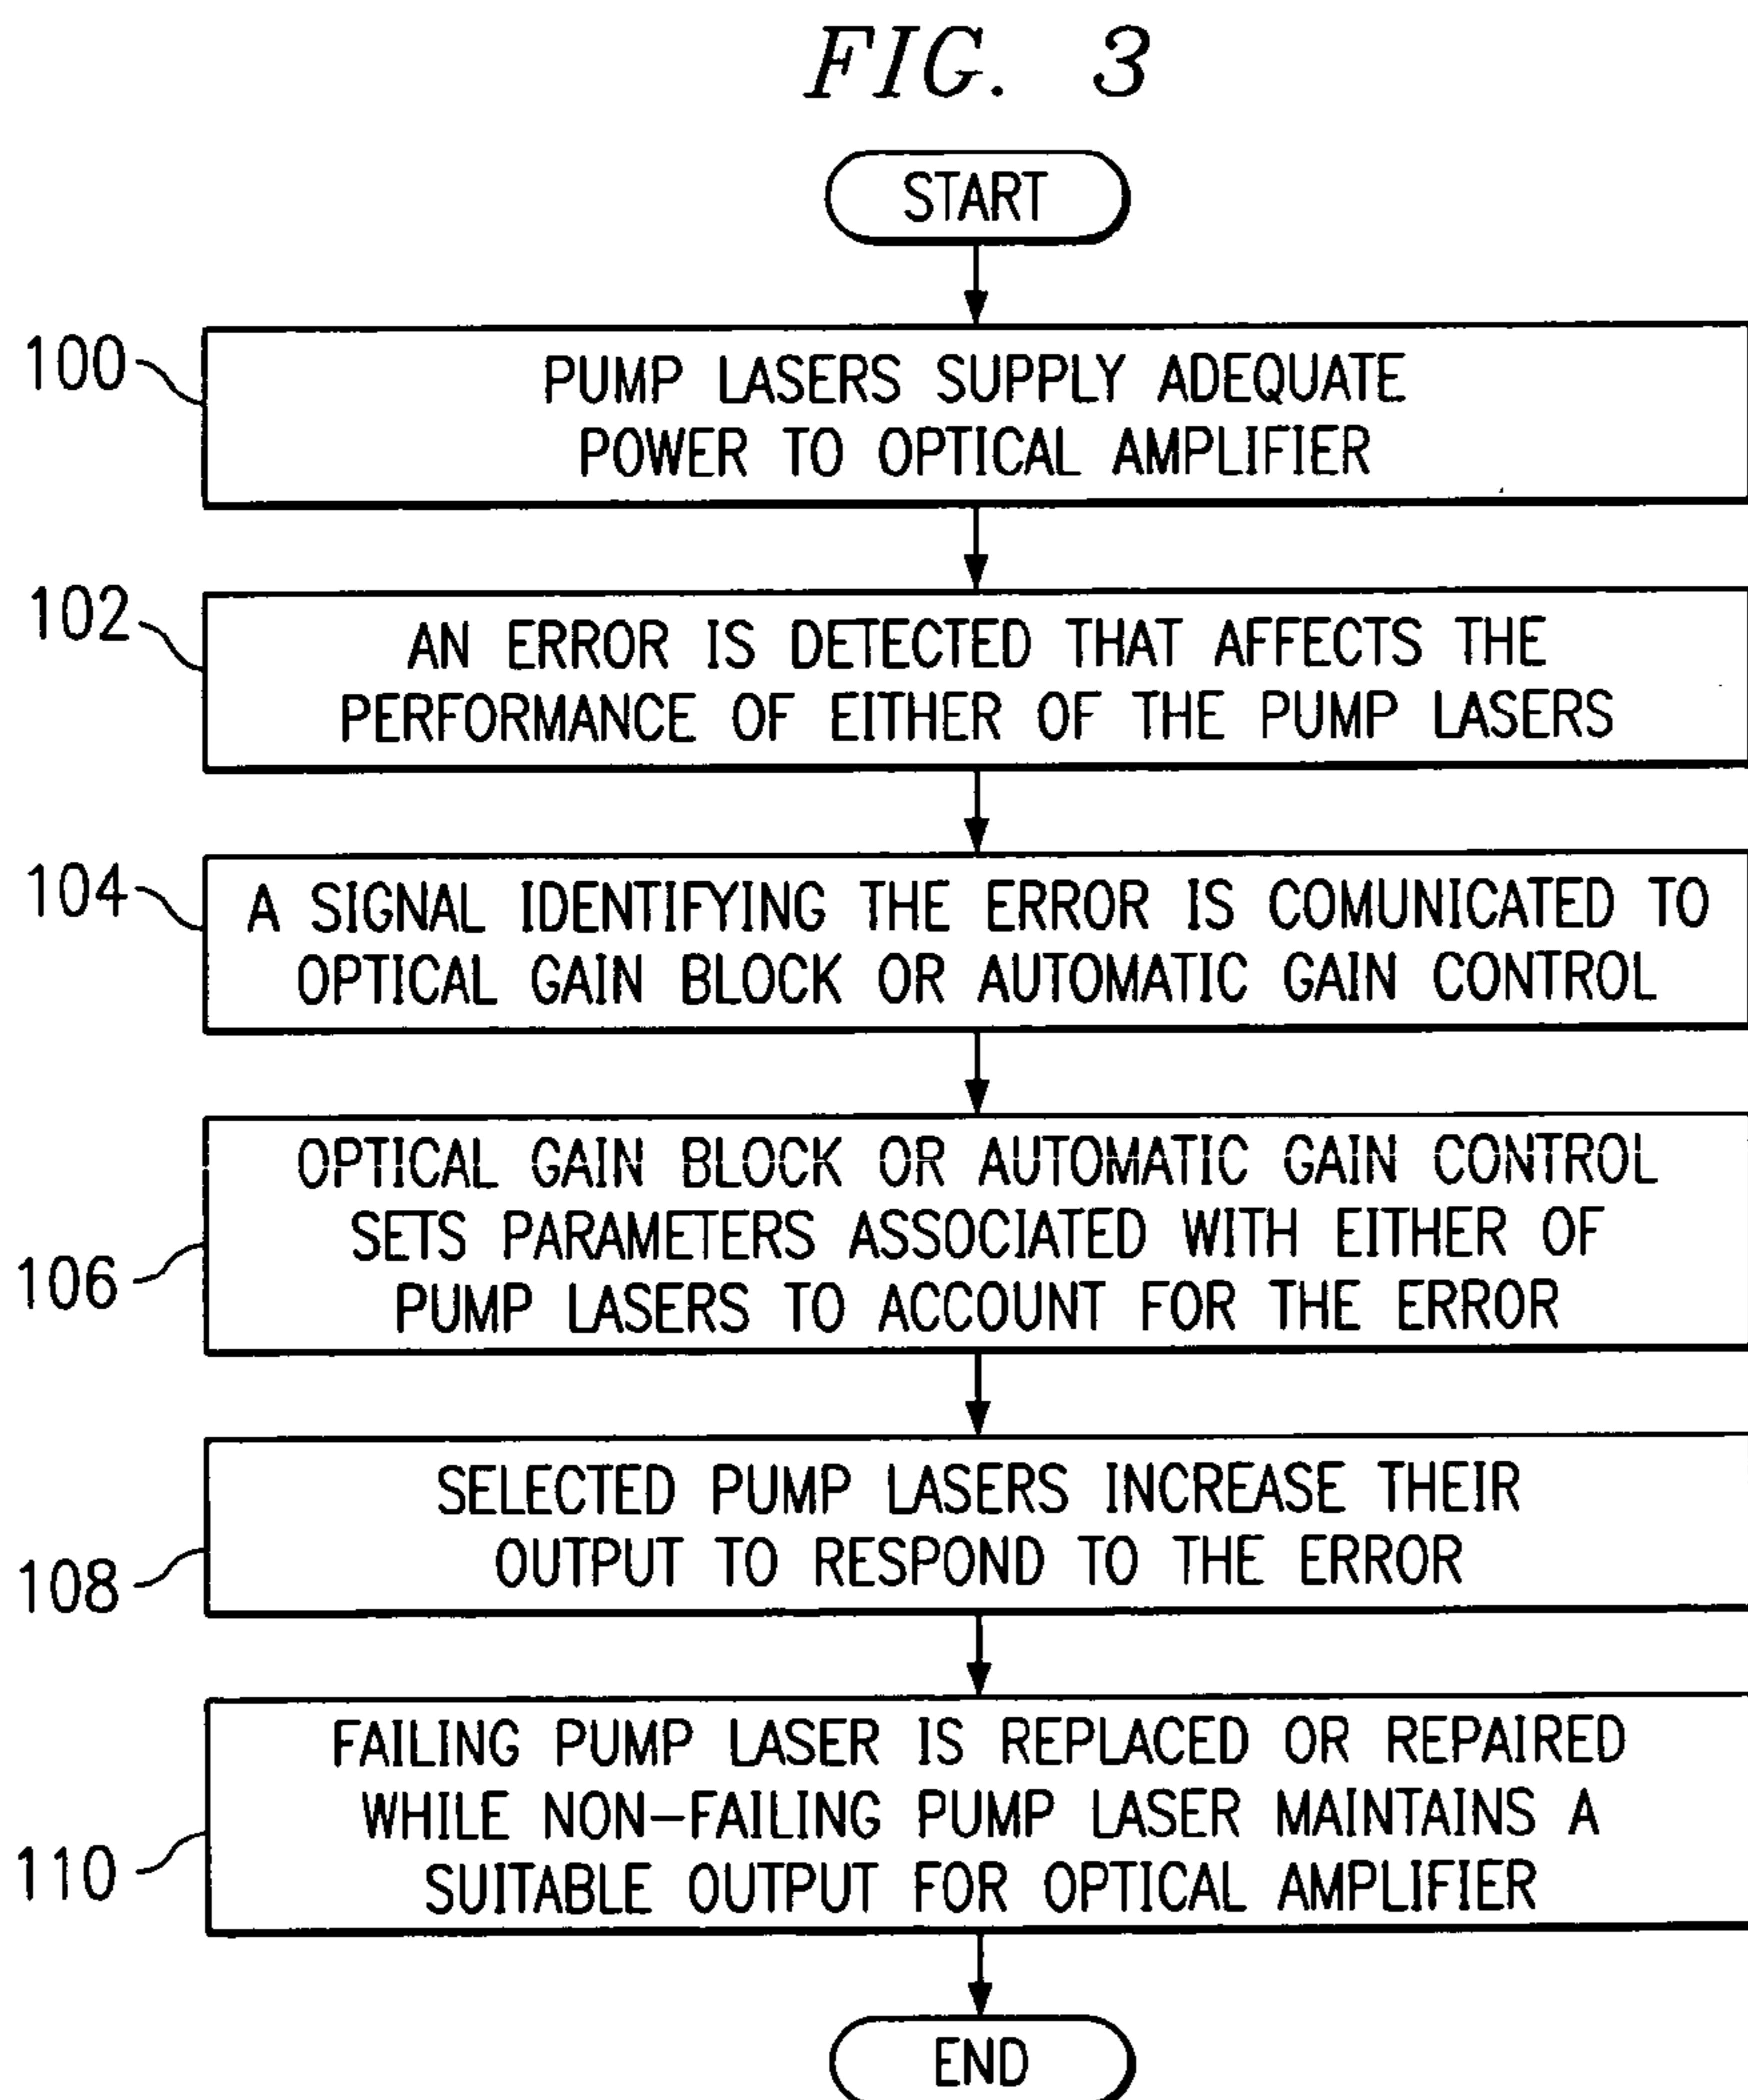 FIG. 3
START
100
PUMP LASERS SUPPLY ADEQUATE
POWER TO OPTICAL AMPLIFIER
102
AN ERROR IS DETECTED THAT AFFECTS THE
PERFORMANCE OF EITHER OF THE PUMP LASERS
104
A SIGNAL IDENTIFYING THE ERROR IS COMUNICATED TO
OPTICAL GAIN BLOCK OR AUTOMATIC GAIN CONTROL
106
OPTICAL GAIN BLOCK OR AUTOMATIC GAIN CONTROL
SETS PARAMETERS ASSOCIATED WITH EITHER OF
PUMP LASERS TO ACCOUNT FOR THE ERROR
108
SELECTED PUMP LASERS INCREASE THEIR
OUTPUT TO RESPOND TO THE ERROR
110
FAILING PUMP LASER IS REPLACED OR REPAIRED
WHILE NON-FAILING PUMP LASER MAINTAINS A
SUITABLE OUTPUT FOR OPTICAL AMPLIFIER
END